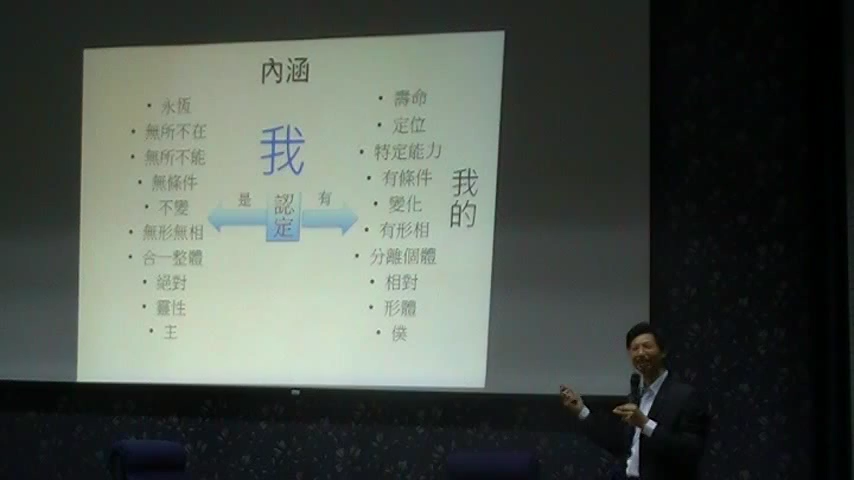 內涵
• 永恆
• 無所不在
• 無所不能
• 無條件
• 不變
• 無形無相
• 合一整體
• 絕對
• 靈性
• 主
我
是
認定
有
• 壽命
• 定位
• 特定能力
• 有條件
• 變化
• 有形相
• 分離個體
• 相對
• 形體
• 僕
我的